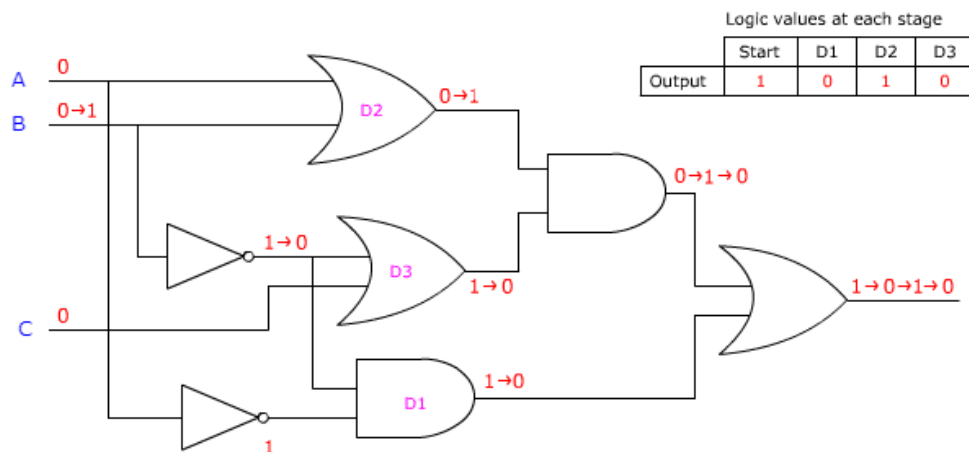 Logic values at each stage
Start D1 D2 D3
Output 1 0 1 0
A 0
B 0→1
D2
0→1
0→1→0
1→0
D3
1→0
C 0
1→0→1→0
D1
1→0
1